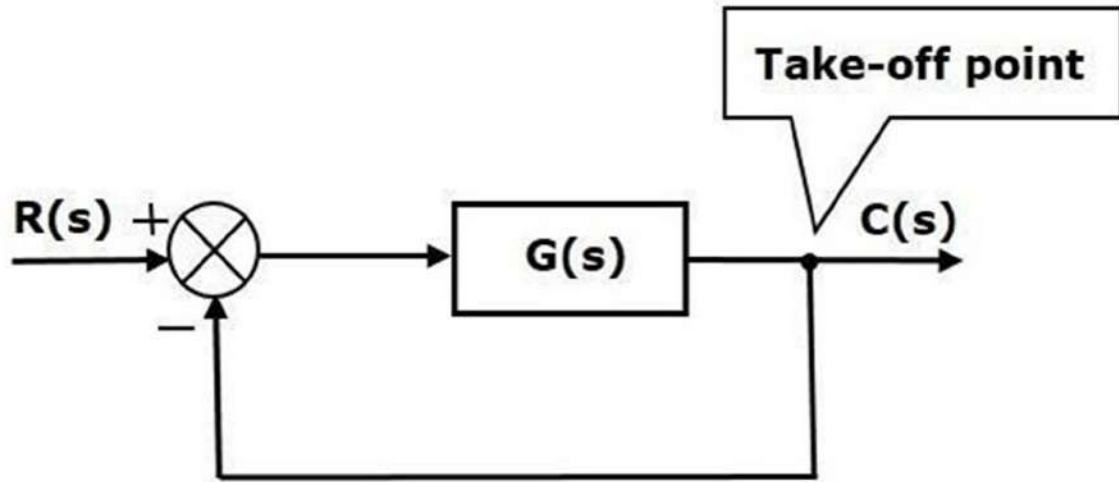 Take-off point
R(s) +
G(s)
C(s)
−